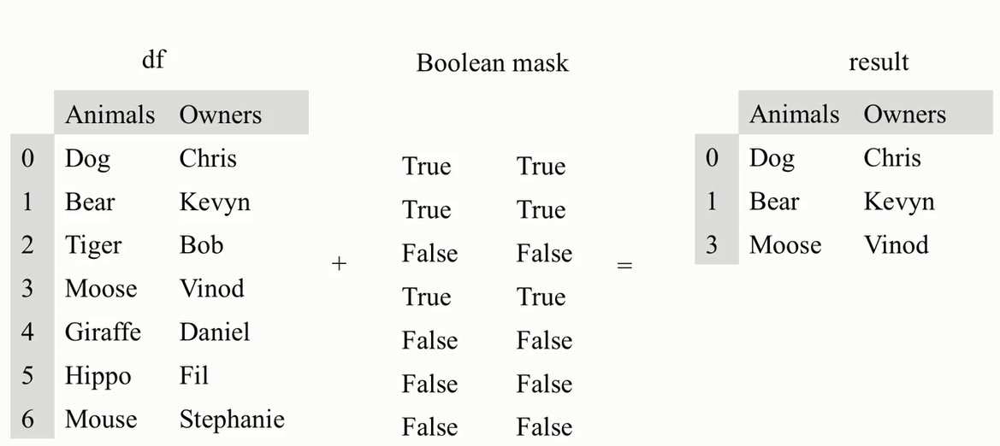 df Boolean mask result
Animals Owners Animals Owners
0 Dog Chris True True 0 Dog Chris
1 Bear Kevyn True True 1 Bear Kevyn
2 Tiger Bob False False 3 Moose Vinod
+ =
3 Moose Vinod True True
4 Giraffe Daniel False False
5 Hippo Fil False False
6 Mouse Stephanie False False